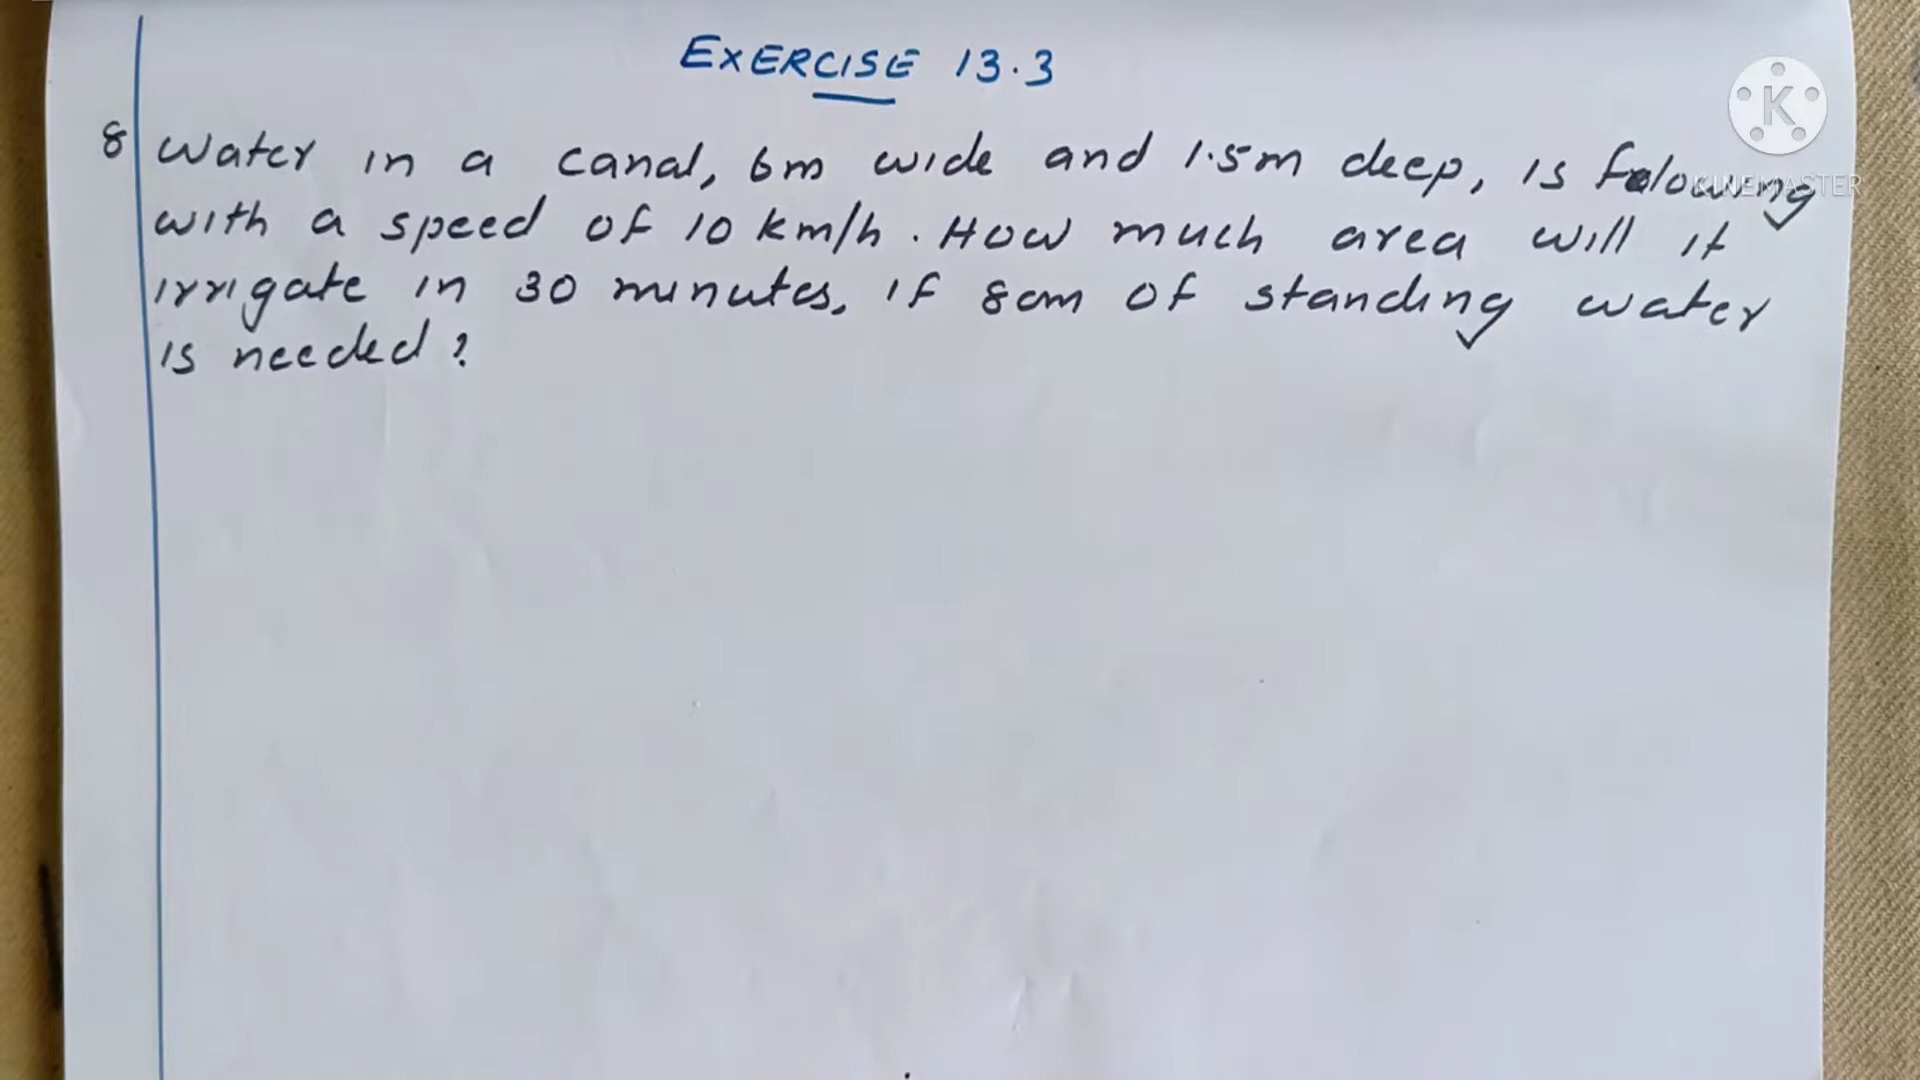 EXERCISE 13.3
8 Water in a canal, 6m wide and 1.5m deep, is folowing
with a speed of 10 km/h. How much area will it
irrigate in 30 minutes, if 8cm of standing water
is needed?
K
KINEMASTER